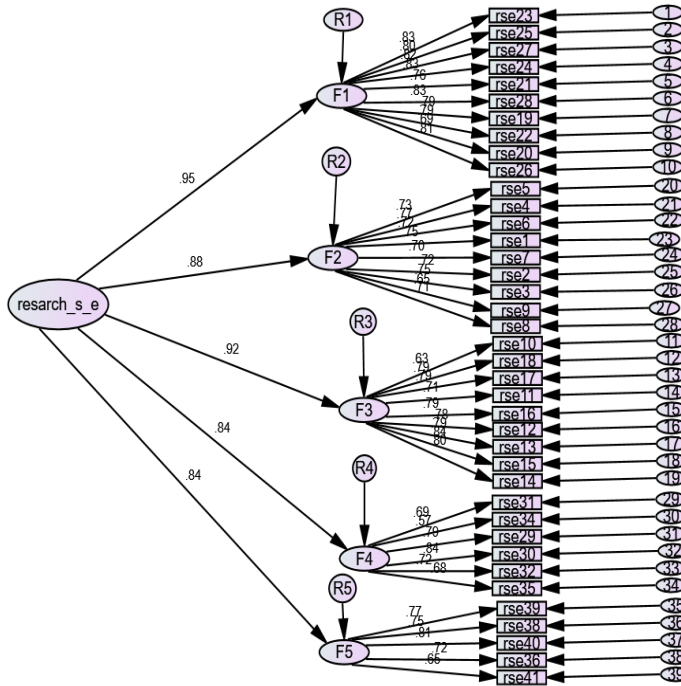 resarch_s_e
.95
.88
.92
.84
.84
R1
F1
.83
.80
.82
.83
.76
.83
.79
.79
.69
.81
rse23 1
rse25 2
rse27 3
rse24 4
rse21 5
rse28 6
rse19 7
rse22 8
rse20 9
rse26 10
R2
F2
.73
.77
.72
.75
.70
.72
.75
.65
.71
rse5 20
rse4 21
rse6 22
rse1 23
rse7 24
rse2 25
rse3 26
rse9 27
rse8 28
R3
F3
.63
.79
.79
.71
.79
.78
.79
.84
.80
rse10 11
rse18 12
rse17 13
rse11 14
rse16 15
rse12 16
rse13 17
rse15 18
rse14 19
R4
F4
.69
.57
.70
.84
.72
.68
rse31 29
rse34 30
rse29 31
rse30 32
rse32 33
rse35 34
R5
F5
.77
.75
.81
.72
.65
rse39 35
rse38 36
rse40 37
rse36 38
rse41 39